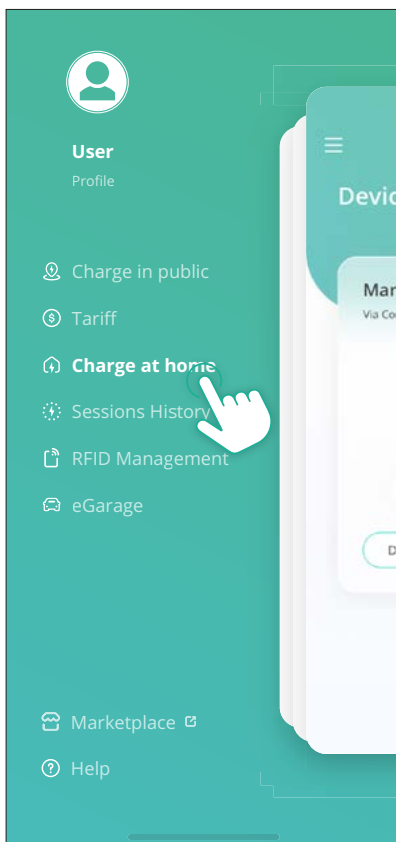 User
Profile
Charge in public
Tariff
Charge at home
Sessions History
RFID Management
eGarage
Marketplace
Help